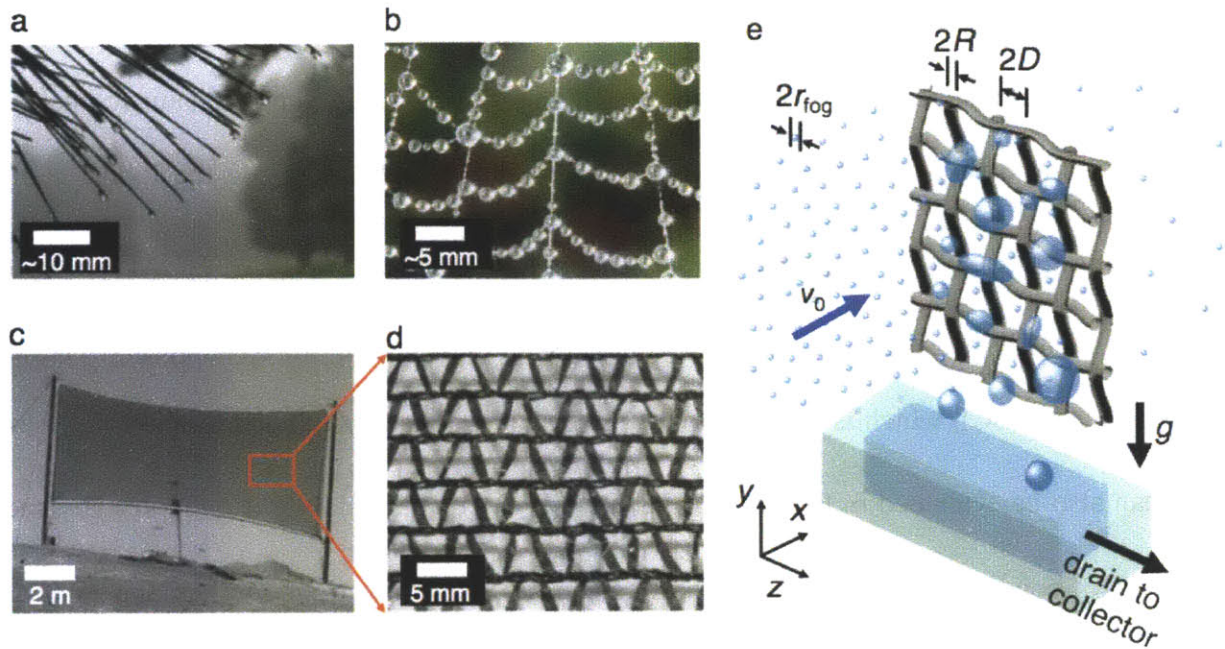 a
~10 mm
b
~5 mm
c
2 m
d
5 mm
e
2R
2D
2r_fog
v_0
g
y
x
z
drain to
collector